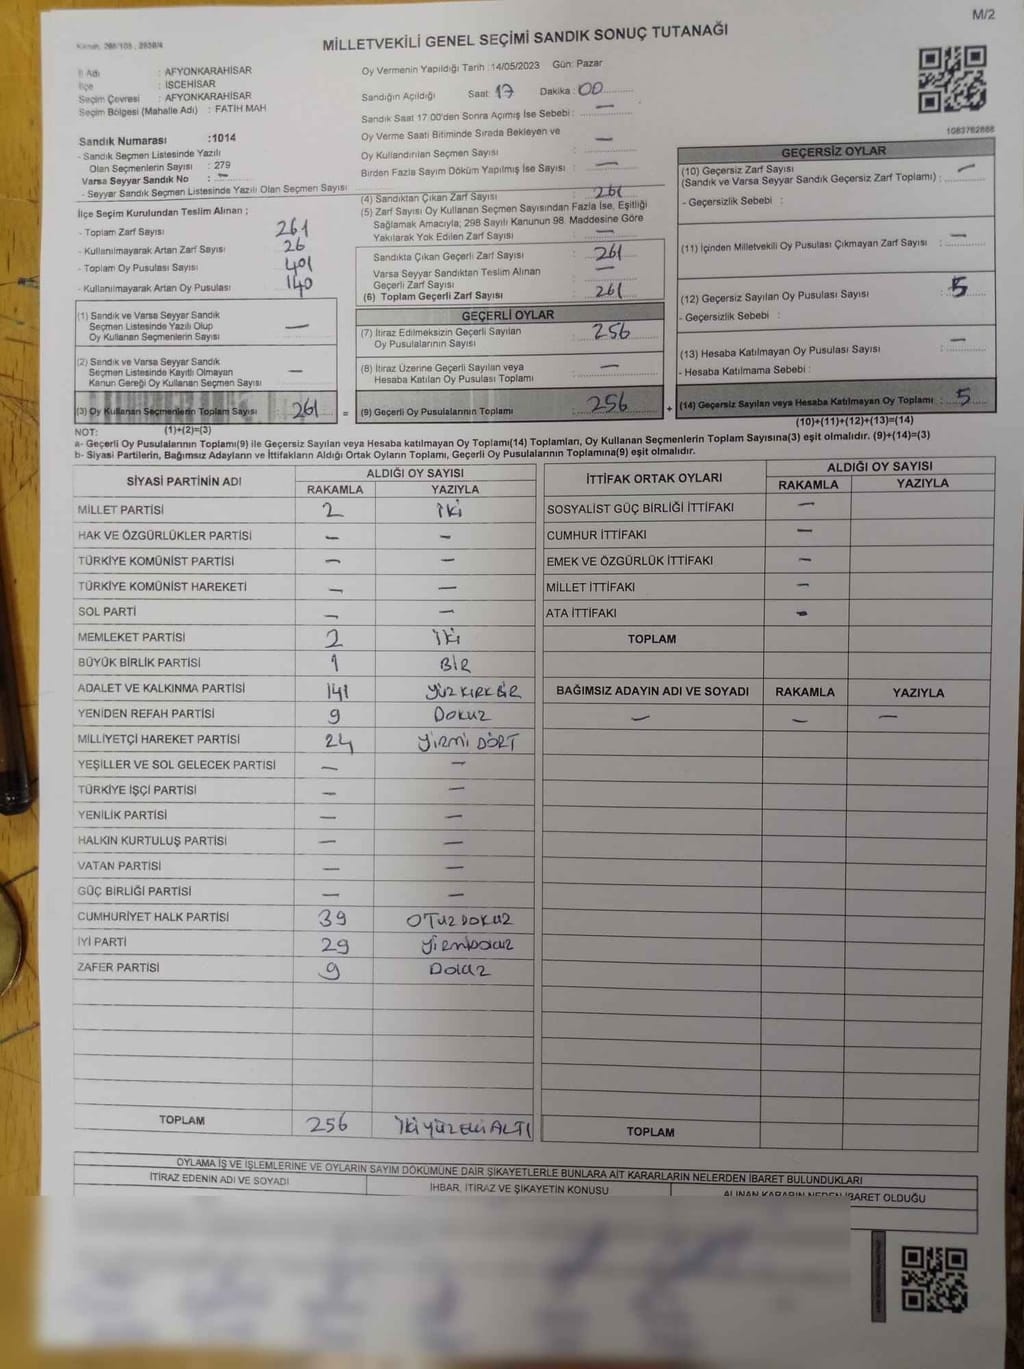 M/2
MİLLETVEKİLİ GENEL SEÇİMİ SANDIK SONUÇ TUTANAĞI
İl Adı : AFYONKARAHİSAR
İlçe : İSCEHİSAR
Seçim Çevresi : AFYONKARAHİSAR
Seçim Bölgesi (Mahalle Adı) : FATİH MAH
Sandık Numarası :1014
- Sandık Seçmen Listesinde Yazılı
Olan Seçmenlerin Sayısı : 279
Varsa Seyyar Sandık No : —
- Seyyar Sandık Seçmen Listesinde Yazılı Olan Seçmen Sayısı
Oy Vermenin Yapıldığı Tarih :14/05/2023 Gün: Pazar
Sandığın Açıldığı Saat: 17 Dakika: 00
Sandık Saat 17.00'den Sonra Açılmış İse Sebebi : —
Oy Verme Saati Bitiminde Sırada Bekleyen ve
Oy Kullandırılan Seçmen Sayısı : —
Birden Fazla Sayım Döküm Yapılmış İse Sayısı : —
1083762888
İlçe Seçim Kurulundan Teslim Alınan ;
- Toplam Zarf Sayısı 261
- Kullanılmayarak Artan Zarf Sayısı 26
- Toplam Oy Pusulası Sayısı 401
- Kullanılmayarak Artan Oy Pusulası 140
(1) Sandık ve Varsa Seyyar Sandık
Seçmen Listesinde Yazılı Olup
Oy Kullanan Seçmenlerin Sayısı —
(2) Sandık ve Varsa Seyyar Sandık
Seçmen Listesinde Kayıtlı Olmayan
Kanun Gereği Oy Kullanan Seçmen Sayısı —
(3) Oy Kullanan Seçmenlerin Toplam Sayısı : 261 =
(1)+(2)=(3)
(4) Sandıktan Çıkan Zarf Sayısı : 261
(5) Zarf Sayısı Oy Kullanan Seçmen Sayısından Fazla İse, Eşitliği
Sağlamak Amacıyla; 298 Sayılı Kanunun 98. Maddesine Göre
Yakılarak Yok Edilen Zarf Sayısı : —
Sandıkta Çıkan Geçerli Zarf Sayısı : 261
Varsa Seyyar Sandıktan Teslim Alınan
Geçerli Zarf Sayısı : —
(6) Toplam Geçerli Zarf Sayısı : 261
GEÇERLİ OYLAR
(7) İtiraz Edilmeksizin Geçerli Sayılan
Oy Pusulalarının Sayısı : 256
(8) İtiraz Üzerine Geçerli Sayılan veya
Hesaba Katılan Oy Pusulası Toplamı : —
(9) Geçerli Oy Pusulalarının Toplamı : 256 +
GEÇERSİZ OYLAR
(10) Geçersiz Zarf Sayısı
(Sandık ve Varsa Seyyar Sandık Geçersiz Zarf Toplamı) : —
- Geçersizlik Sebebi :
(11) İçinden Milletvekili Oy Pusulası Çıkmayan Zarf Sayısı : —
(12) Geçersiz Sayılan Oy Pusulası Sayısı : 5
- Geçersizlik Sebebi :
(13) Hesaba Katılmayan Oy Pusulası Sayısı : —
- Hesaba Katılmama Sebebi :
(14) Geçersiz Sayılan veya Hesaba Katılmayan Oy Toplamı : 5
(10)+(11)+(12)+(13)=(14)
NOT:
a- Geçerli Oy Pusulalarının Toplamı(9) ile Geçersiz Sayılan veya Hesaba katılmayan Oy Toplamı(14) Toplamları, Oy Kullanan Seçmenlerin Toplam Sayısına(3) eşit olmalıdır. (9)+(14)=(3)
b- Siyasi Partilerin, Bağımsız Adayların ve İttifakların Aldığı Ortak Oyların Toplamı, Geçerli Oy Pusulalarının Toplamına(9) eşit olmalıdır.
SİYASİ PARTİNİN ADI ALDIĞI OY SAYISI
RAKAMLA YAZIYLA
MİLLET PARTİSİ 2 İKİ
HAK VE ÖZGÜRLÜKLER PARTİSİ — —
TÜRKİYE KOMÜNİST PARTİSİ — —
TÜRKİYE KOMÜNİST HAREKETİ — —
SOL PARTİ — —
MEMLEKET PARTİSİ 2 İKİ
BÜYÜK BİRLİK PARTİSİ 1 BİR
ADALET VE KALKINMA PARTİSİ 141 YÜZ KIRK BİR
YENİDEN REFAH PARTİSİ 9 DOKUZ
MİLLİYETÇİ HAREKET PARTİSİ 24 YİRMİ DÖRT
YEŞİLLER VE SOL GELECEK PARTİSİ — —
TÜRKİYE İŞÇİ PARTİSİ — —
YENİLİK PARTİSİ — —
HALKIN KURTULUŞ PARTİSİ — —
VATAN PARTİSİ — —
GÜÇ BİRLİĞİ PARTİSİ — —
CUMHURİYET HALK PARTİSİ 39 OTUZ DOKUZ
İYİ PARTİ 29
ZAFER PARTİSİ 9
TOPLAM 256 İKİ YÜZ ELLİ ALTI
İTTİFAK ORTAK OYLARI ALDIĞI OY SAYISI
RAKAMLA YAZIYLA
SOSYALİST GÜÇ BİRLİĞİ İTTİFAKI —
CUMHUR İTTİFAKI —
EMEK VE ÖZGÜRLÜK İTTİFAKI —
MİLLET İTTİFAKI —
ATA İTTİFAKI —
TOPLAM
BAĞIMSIZ ADAYIN ADI VE SOYADI RAKAMLA YAZIYLA
— — —
TOPLAM
OYLAMA İŞ VE İŞLEMLERİNE VE OYLARIN SAYIM DÖKÜMÜNE DAİR ŞİKAYETLERLE BUNLARA AİT KARARLARIN NELERDEN İBARET BULUNDUKLARI
İTİRAZ EDENİN ADI VE SOYADI İHBAR, İTİRAZ VE ŞİKAYETİN KONUSU ALINAN KARARIN NEDEN İBARET OLDUĞU